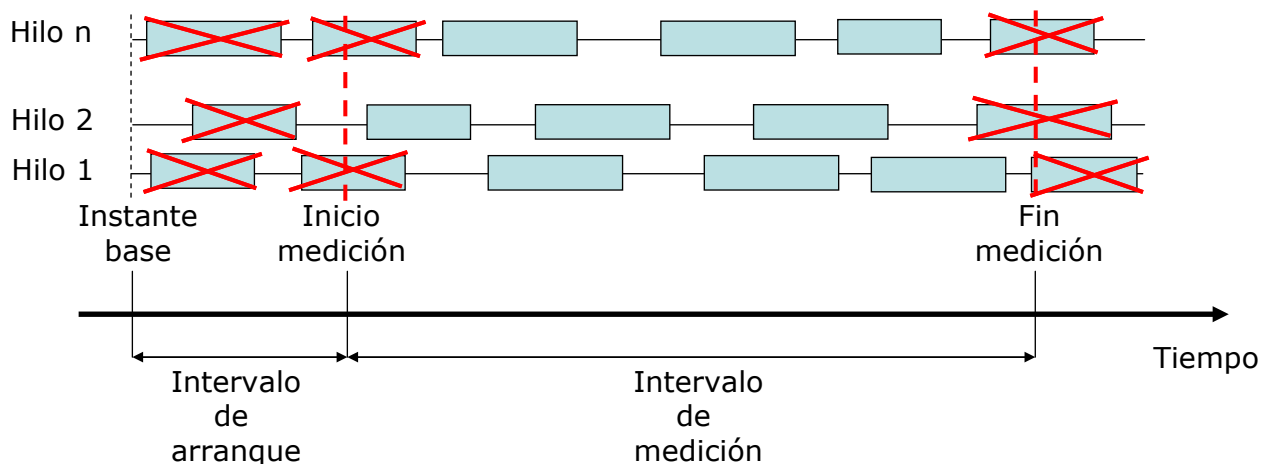 Hilo n
Hilo 2
Hilo 1
Instante
base
Inicio
medición
Fin
medición
Tiempo
Intervalo
de
arranque
Intervalo
de
medición